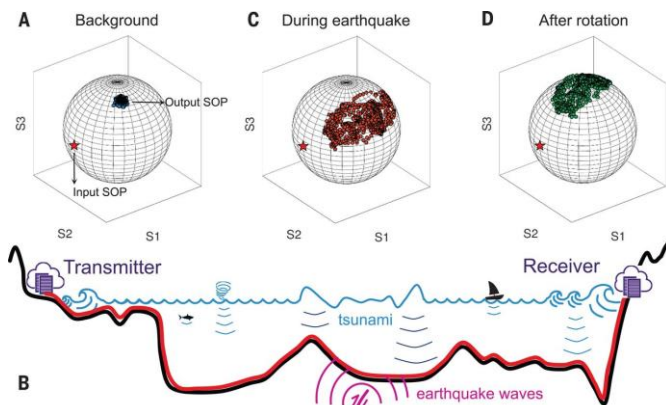 A Background
C During earthquake
D After rotation
Output SOP
Input SOP
S3
S2
S1
S3
S2
S1
S3
S2
S1
Transmitter
Receiver
tsunami
earthquake waves
B